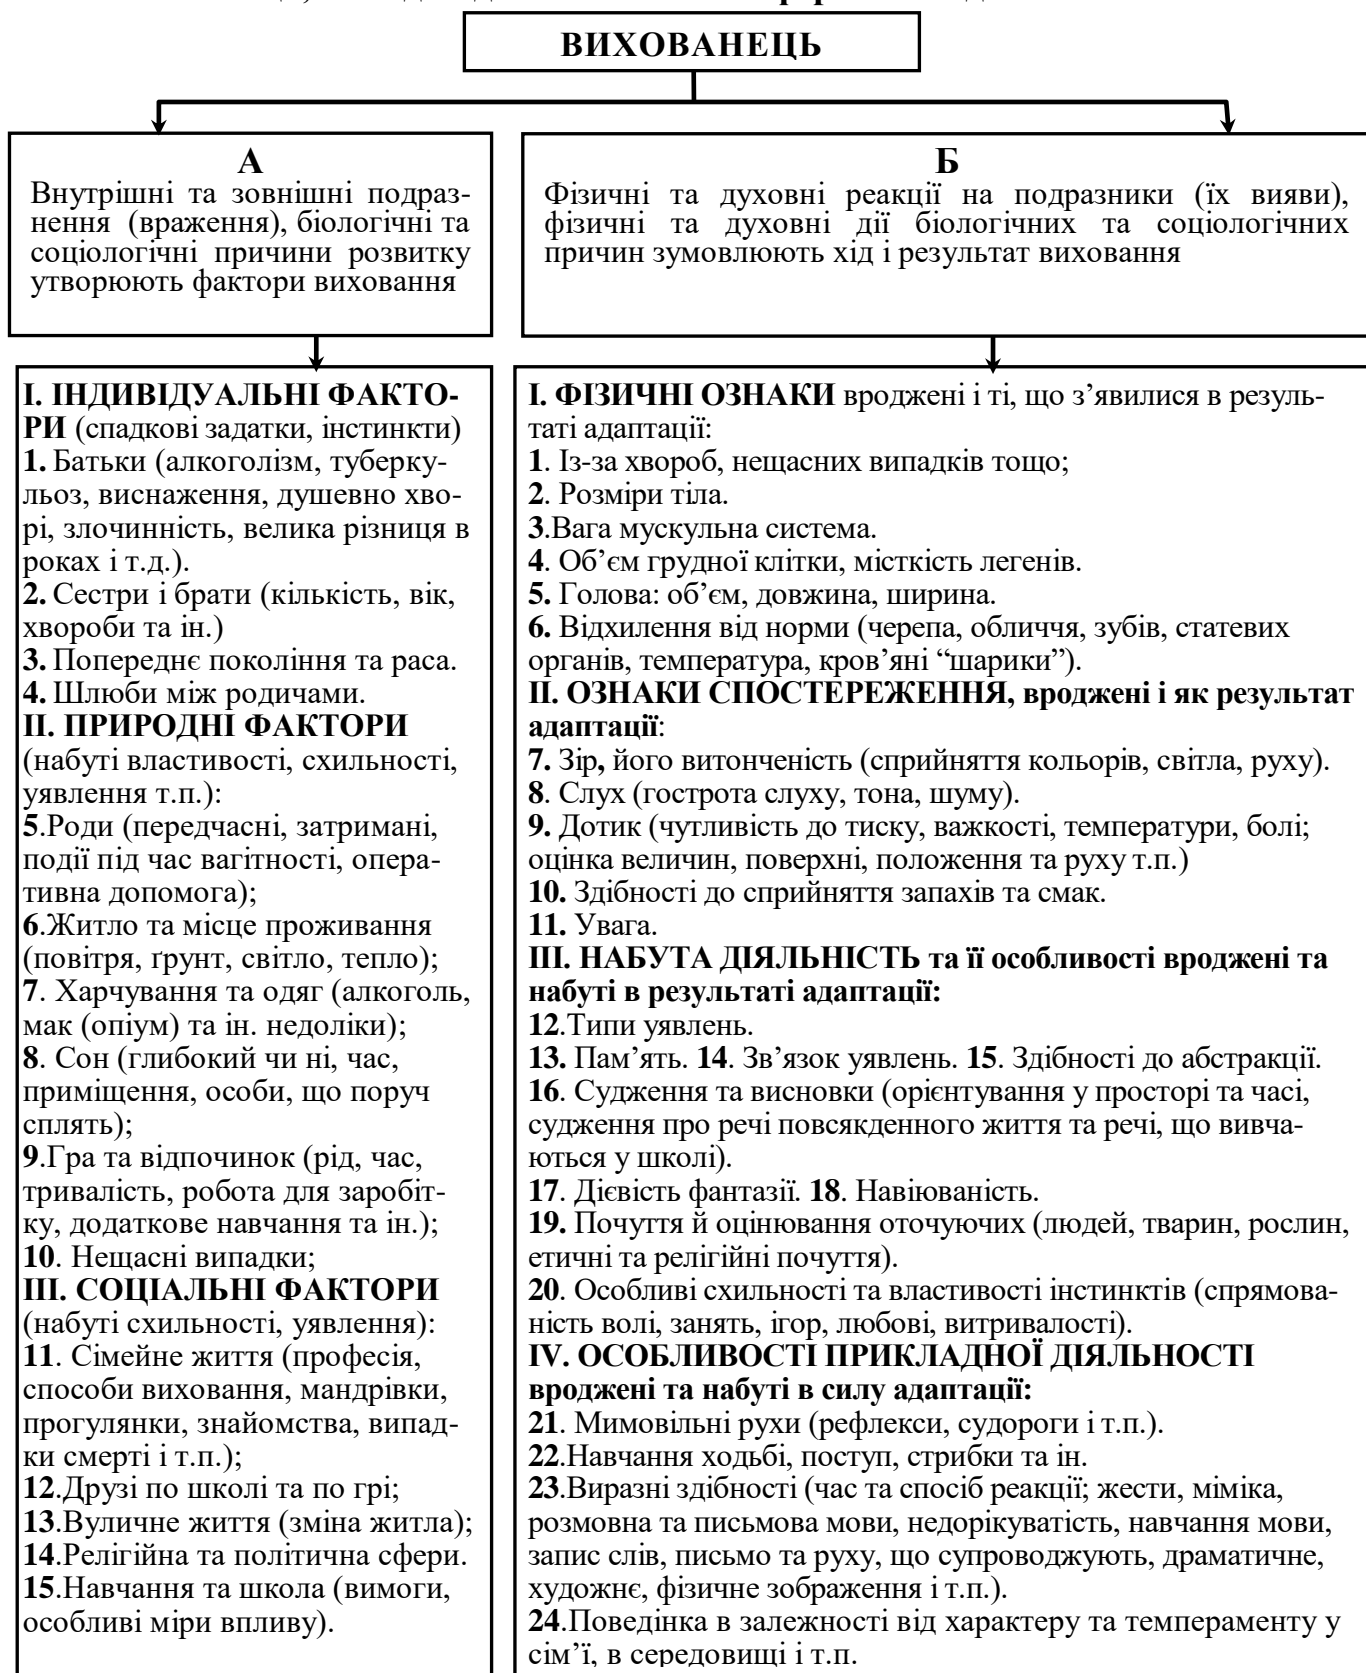 ВИХОВАНЕЦЬ
А
Внутрішні та зовнішні подраз-
нення (враження), біологічні та
соціологічні причини розвитку
утворюють фактори виховання
Б
Фізичні та духовні реакції на подразники (їх вияви),
фізичні та духовні дії біологічних та соціологічних
причин зумовлюють хід і результат виховання
І. ІНДИВІДУАЛЬНІ ФАКТО-
РИ (спадкові задатки, інстинкти)
1. Батьки (алкоголізм, туберку-
льоз, виснаження, душевно хво-
рі, злочинність, велика різниця в
роках і т.д.).
2. Сестри і брати (кількість, вік,
хвороби та ін.)
3. Попереднє покоління та раса.
4. Шлюби між родичами.
ІІ. ПРИРОДНІ ФАКТОРИ
(набуті властивості, схильності,
уявлення т.п.):
5.Роди (передчасні, затримані,
події під час вагітності, опера-
тивна допомога);
6.Житло та місце проживання
(повітря, ґрунт, світло, тепло);
7. Харчування та одяг (алкоголь,
мак (опіум) та ін. недоліки);
8. Сон (глибокий чи ні, час,
приміщення, особи, що поруч
сплять);
9.Гра та відпочинок (рід, час,
тривалість, робота для заробіт-
ку, додаткове навчання та ін.);
10. Нещасні випадки;
ІІІ. СОЦІАЛЬНІ ФАКТОРИ
(набуті схильності, уявлення):
11. Сімейне життя (професія,
способи виховання, мандрівки,
прогулянки, знайомства, випад-
ки смерті і т.п.);
12.Друзі по школі та по грі;
13.Вуличне життя (зміна житла);
14.Релігійна та політична сфери.
15.Навчання та школа (вимоги,
особливі міри впливу).
І. ФІЗИЧНІ ОЗНАКИ вроджені і ті, що з’явилися в резуль-
таті адаптації:
1. Із-за хвороб, нещасних випадків тощо;
2. Розміри тіла.
3.Вага мускульна система.
4. Об’єм грудної клітки, місткість легенів.
5. Голова: об’єм, довжина, ширина.
6. Відхилення від норми (черепа, обличчя, зубів, статевих
органів, температура, кров’яні “шарики”).
ІІ. ОЗНАКИ СПОСТЕРЕЖЕННЯ, вроджені і як результат
адаптації:
7. Зір, його витонченість (сприйняття кольорів, світла, руху).
8. Слух (гострота слуху, тона, шуму).
9. Дотик (чутливість до тиску, важкості, температури, болі;
оцінка величин, поверхні, положення та руху т.п.)
10. Здібності до сприйняття запахів та смак.
11. Увага.
ІІІ. НАБУТА ДІЯЛЬНІСТЬ та її особливості вроджені та
набуті в результаті адаптації:
12.Типи уявлень.
13. Пам’ять. 14. Зв’язок уявлень. 15. Здібності до абстракції.
16. Судження та висновки (орієнтування у просторі та часі,
судження про речі повсякденного життя та речі, що вивча-
ються у школі).
17. Дієвість фантазії. 18. Навіюваність.
19. Почуття й оцінювання оточуючих (людей, тварин, рослин,
етичні та релігійні почуття).
20. Особливі схильності та властивості інстинктів (спрямова-
ність волі, занять, ігор, любові, витривалості).
IV. ОСОБЛИВОСТІ ПРИКЛАДНОЇ ДІЯЛЬНОСТІ
вроджені та набуті в силу адаптації:
21. Мимовільні рухи (рефлекси, судороги і т.п.).
22.Навчання ходьбі, поступ, стрибки та ін.
23.Виразні здібності (час та спосіб реакції; жести, міміка,
розмовна та письмова мови, недорікуватість, навчання мови,
запис слів, письмо та руху, що супроводжують, драматичне,
художнє, фізичне зображення і т.п.).
24.Поведінка в залежності від характеру та темпераменту у
сім’ї, в середовищі і т.п.